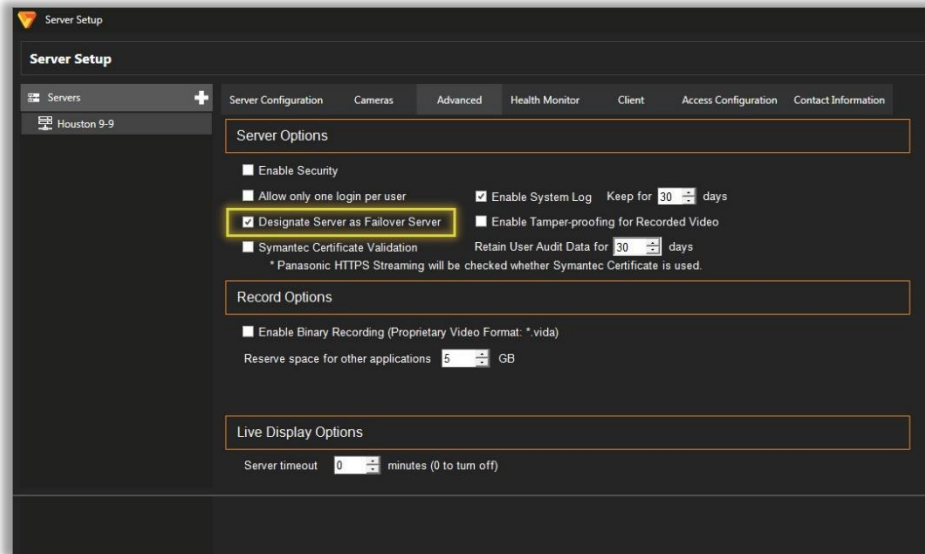 Server Setup
Server Setup
Servers
Houston 9-9
Server Configuration Cameras Advanced Health Monitor Client Access Configuration Contact Information
Server Options
Enable Security
Allow only one login per user Enable System Log Keep for 30 days
Designate Server as Failover Server Enable Tamper-proofing for Recorded Video
Symantec Certificate Validation Retain User Audit Data for 30 days
* Panasonic HTTPS Streaming will be checked whether Symantec Certificate is used.
Record Options
Enable Binary Recording (Proprietary Video Format: *.vida)
Reserve space for other applications 5 GB
Live Display Options
Server timeout 0 minutes (0 to turn off)